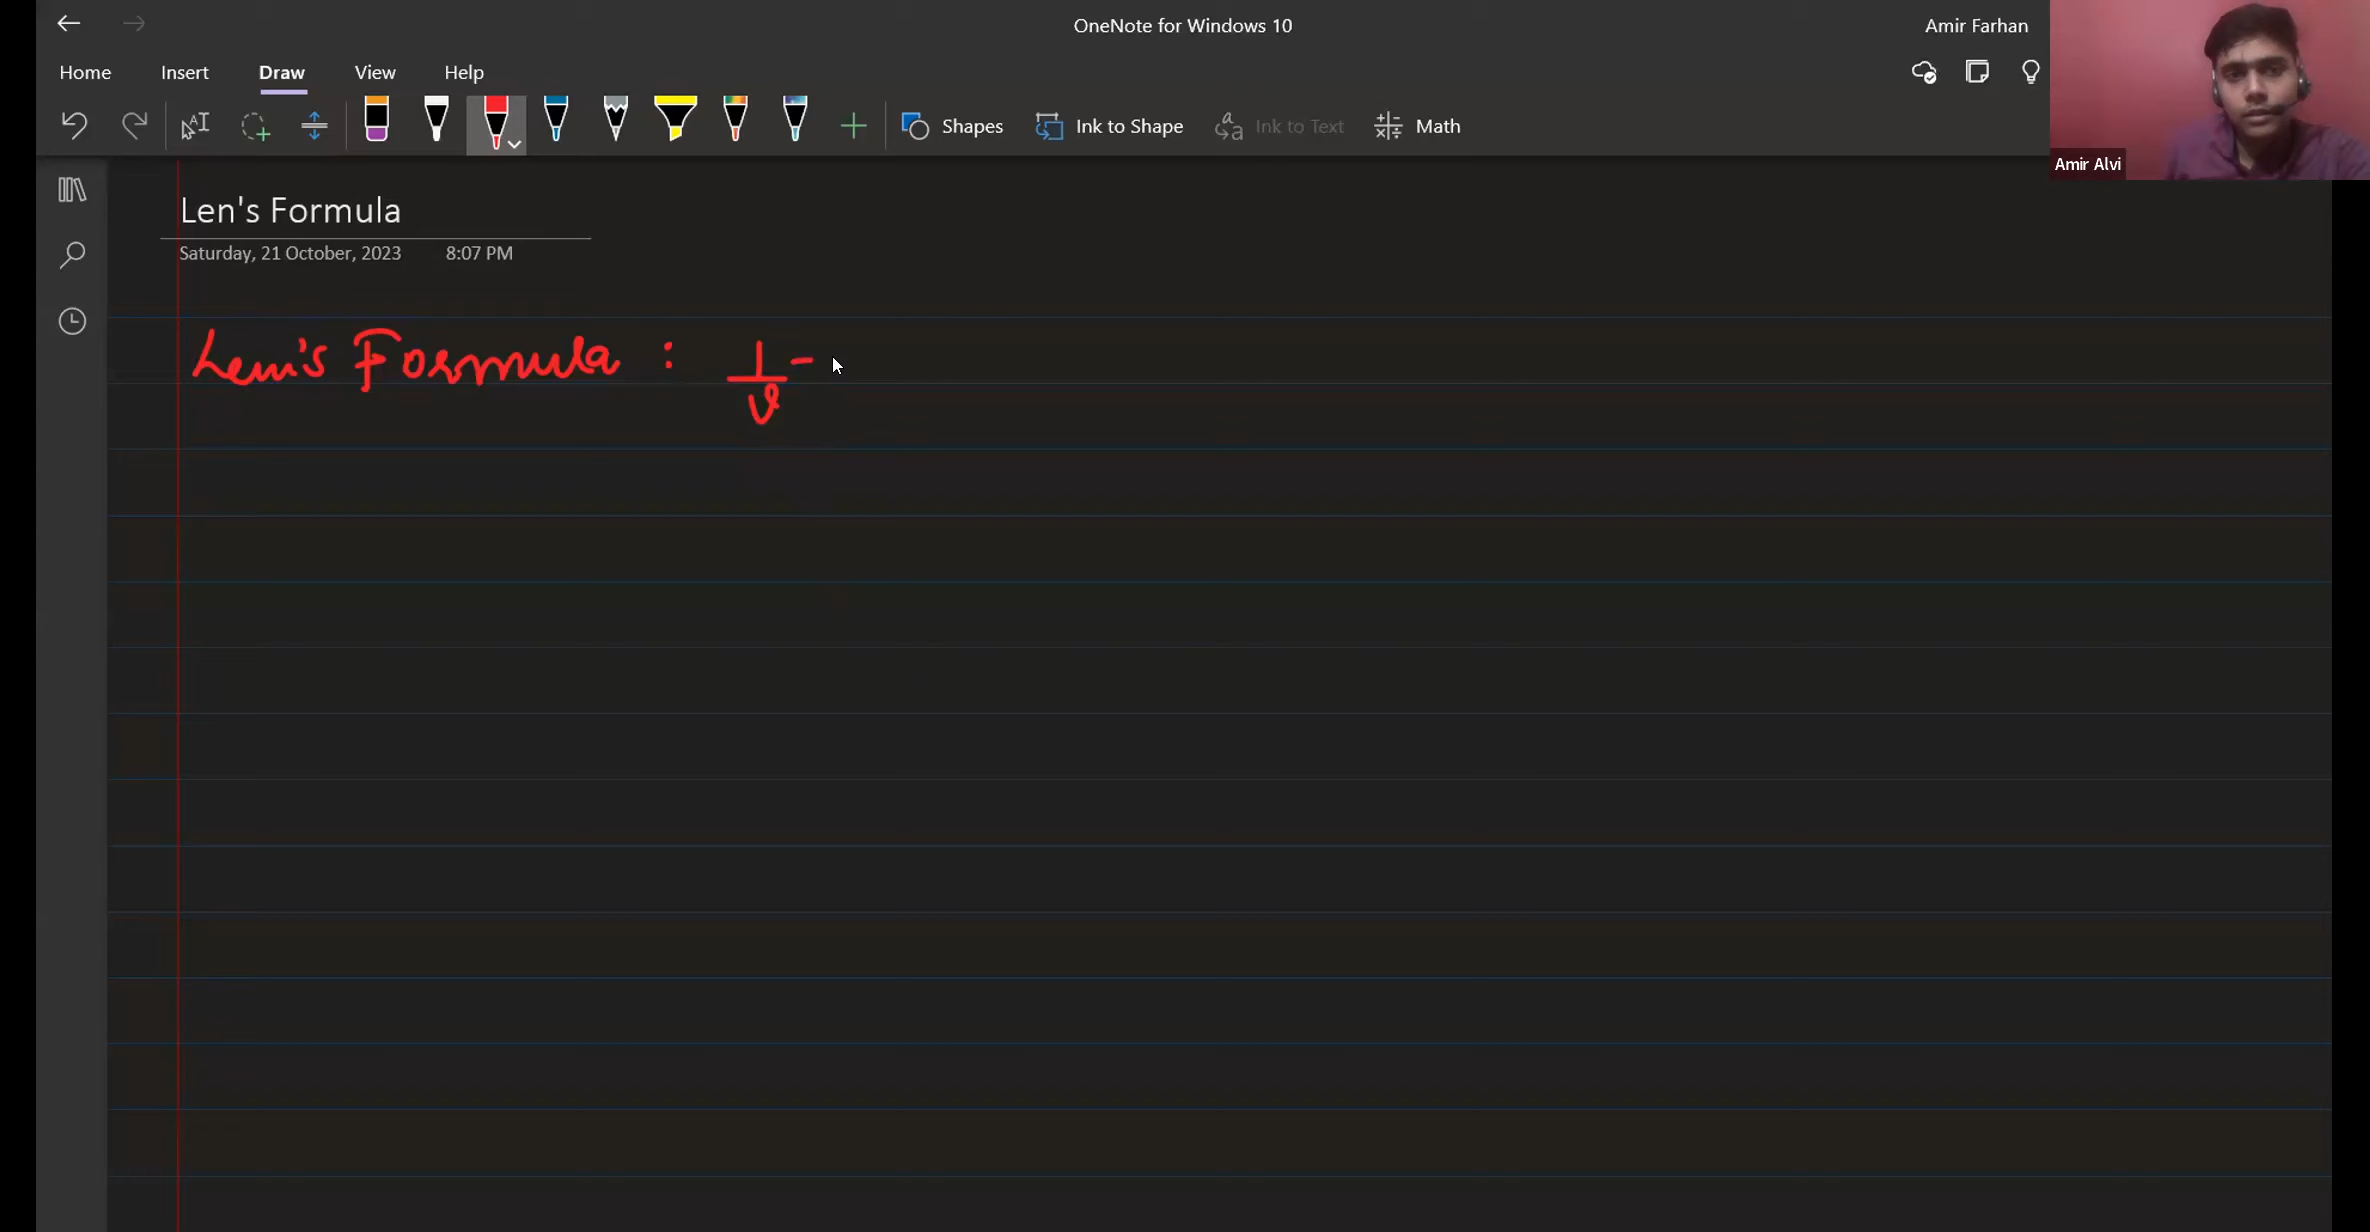 OneNote for Windows 10
Amir Farhan
Home Insert Draw View Help
Shapes Ink to Shape Ink to Text Math
Amir Alvi
Len's Formula
Saturday, 21 October, 2023 8:07 PM
Len's Formula : 1/v -